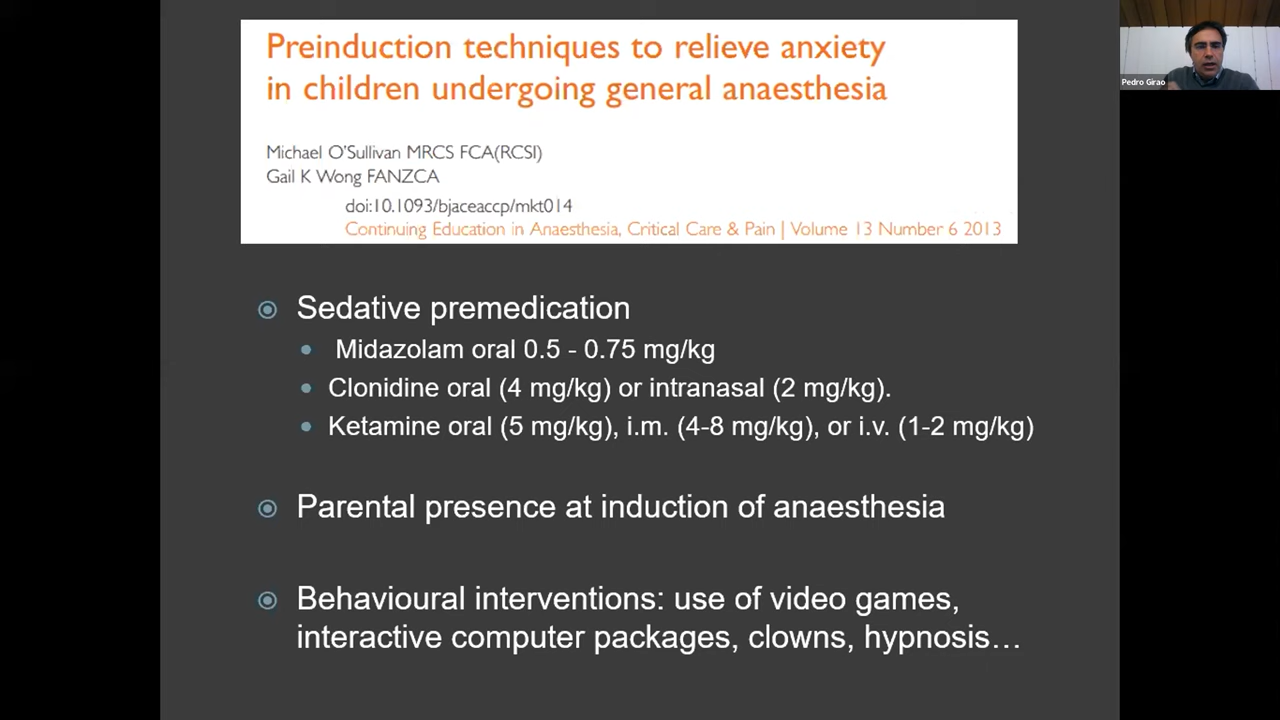 Preinduction techniques to relieve anxiety
in children undergoing general anaesthesia
Michael O'Sullivan MRCS FCA(RCSI)
Gail K Wong FANZCA
doi:10.1093/bjaceaccp/mkt014
Continuing Education in Anaesthesia, Critical Care & Pain | Volume 13 Number 6 2013
Pedro Girao
Sedative premedication
Midazolam oral 0.5 - 0.75 mg/kg
Clonidine oral (4 mg/kg) or intranasal (2 mg/kg).
Ketamine oral (5 mg/kg), i.m. (4-8 mg/kg), or i.v. (1-2 mg/kg)
Parental presence at induction of anaesthesia
Behavioural interventions: use of video games,
interactive computer packages, clowns, hypnosis…